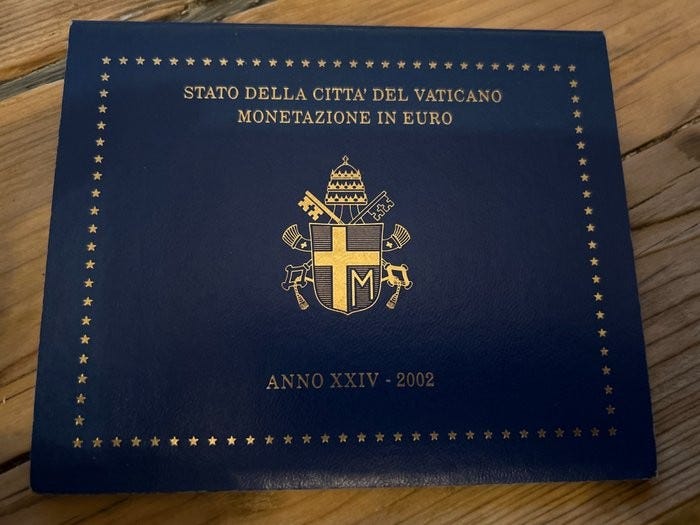 STATO DELLA CITTA' DEL VATICANO
MONETAZIONE IN EURO
M
ANNO XXIV - 2002